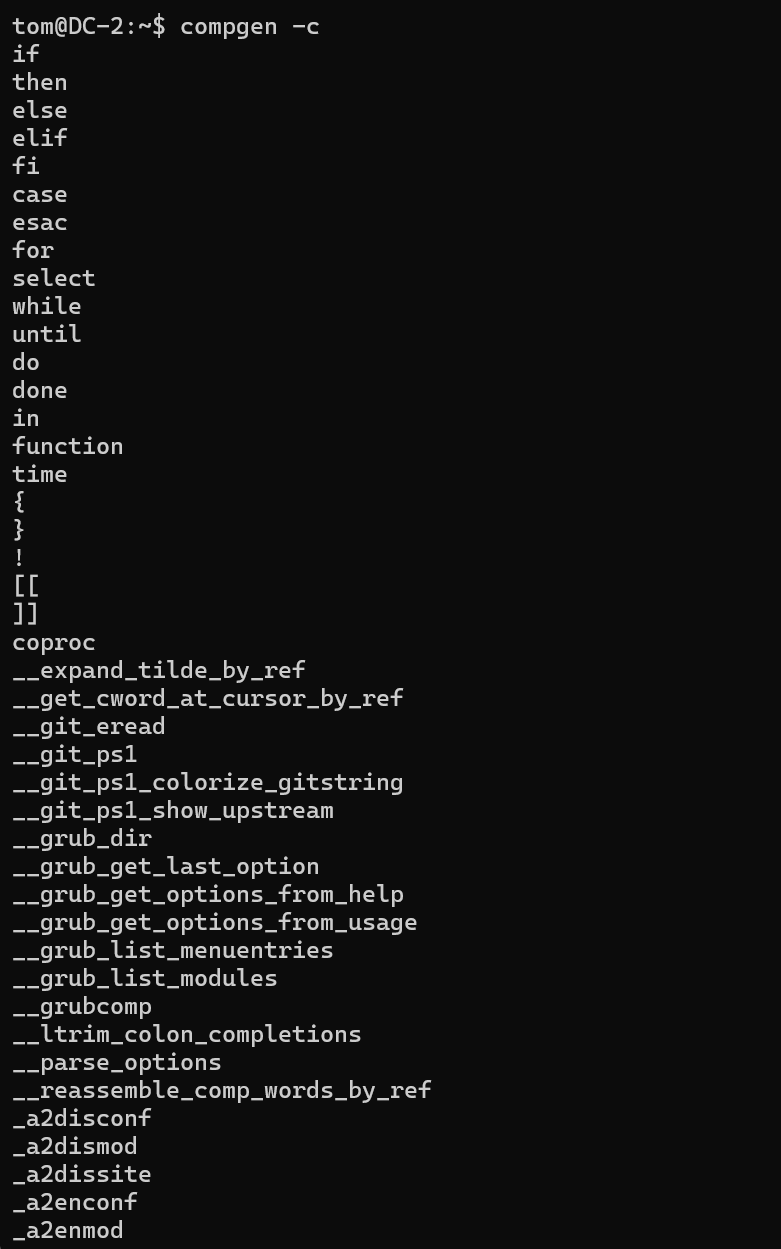 tom@DC-2:~$ compgen -c
if
then
else
elif
fi
case
esac
for
select
while
until
do
done
in
function
time
{
}
!
[[
]]
coproc
__expand_tilde_by_ref
__get_cword_at_cursor_by_ref
__git_eread
__git_ps1
__git_ps1_colorize_gitstring
__git_ps1_show_upstream
__grub_dir
__grub_get_last_option
__grub_get_options_from_help
__grub_get_options_from_usage
__grub_list_menuentries
__grub_list_modules
__grubcomp
__ltrim_colon_completions
__parse_options
__reassemble_comp_words_by_ref
_a2disconf
_a2dismod
_a2dissite
_a2enconf
_a2enmod